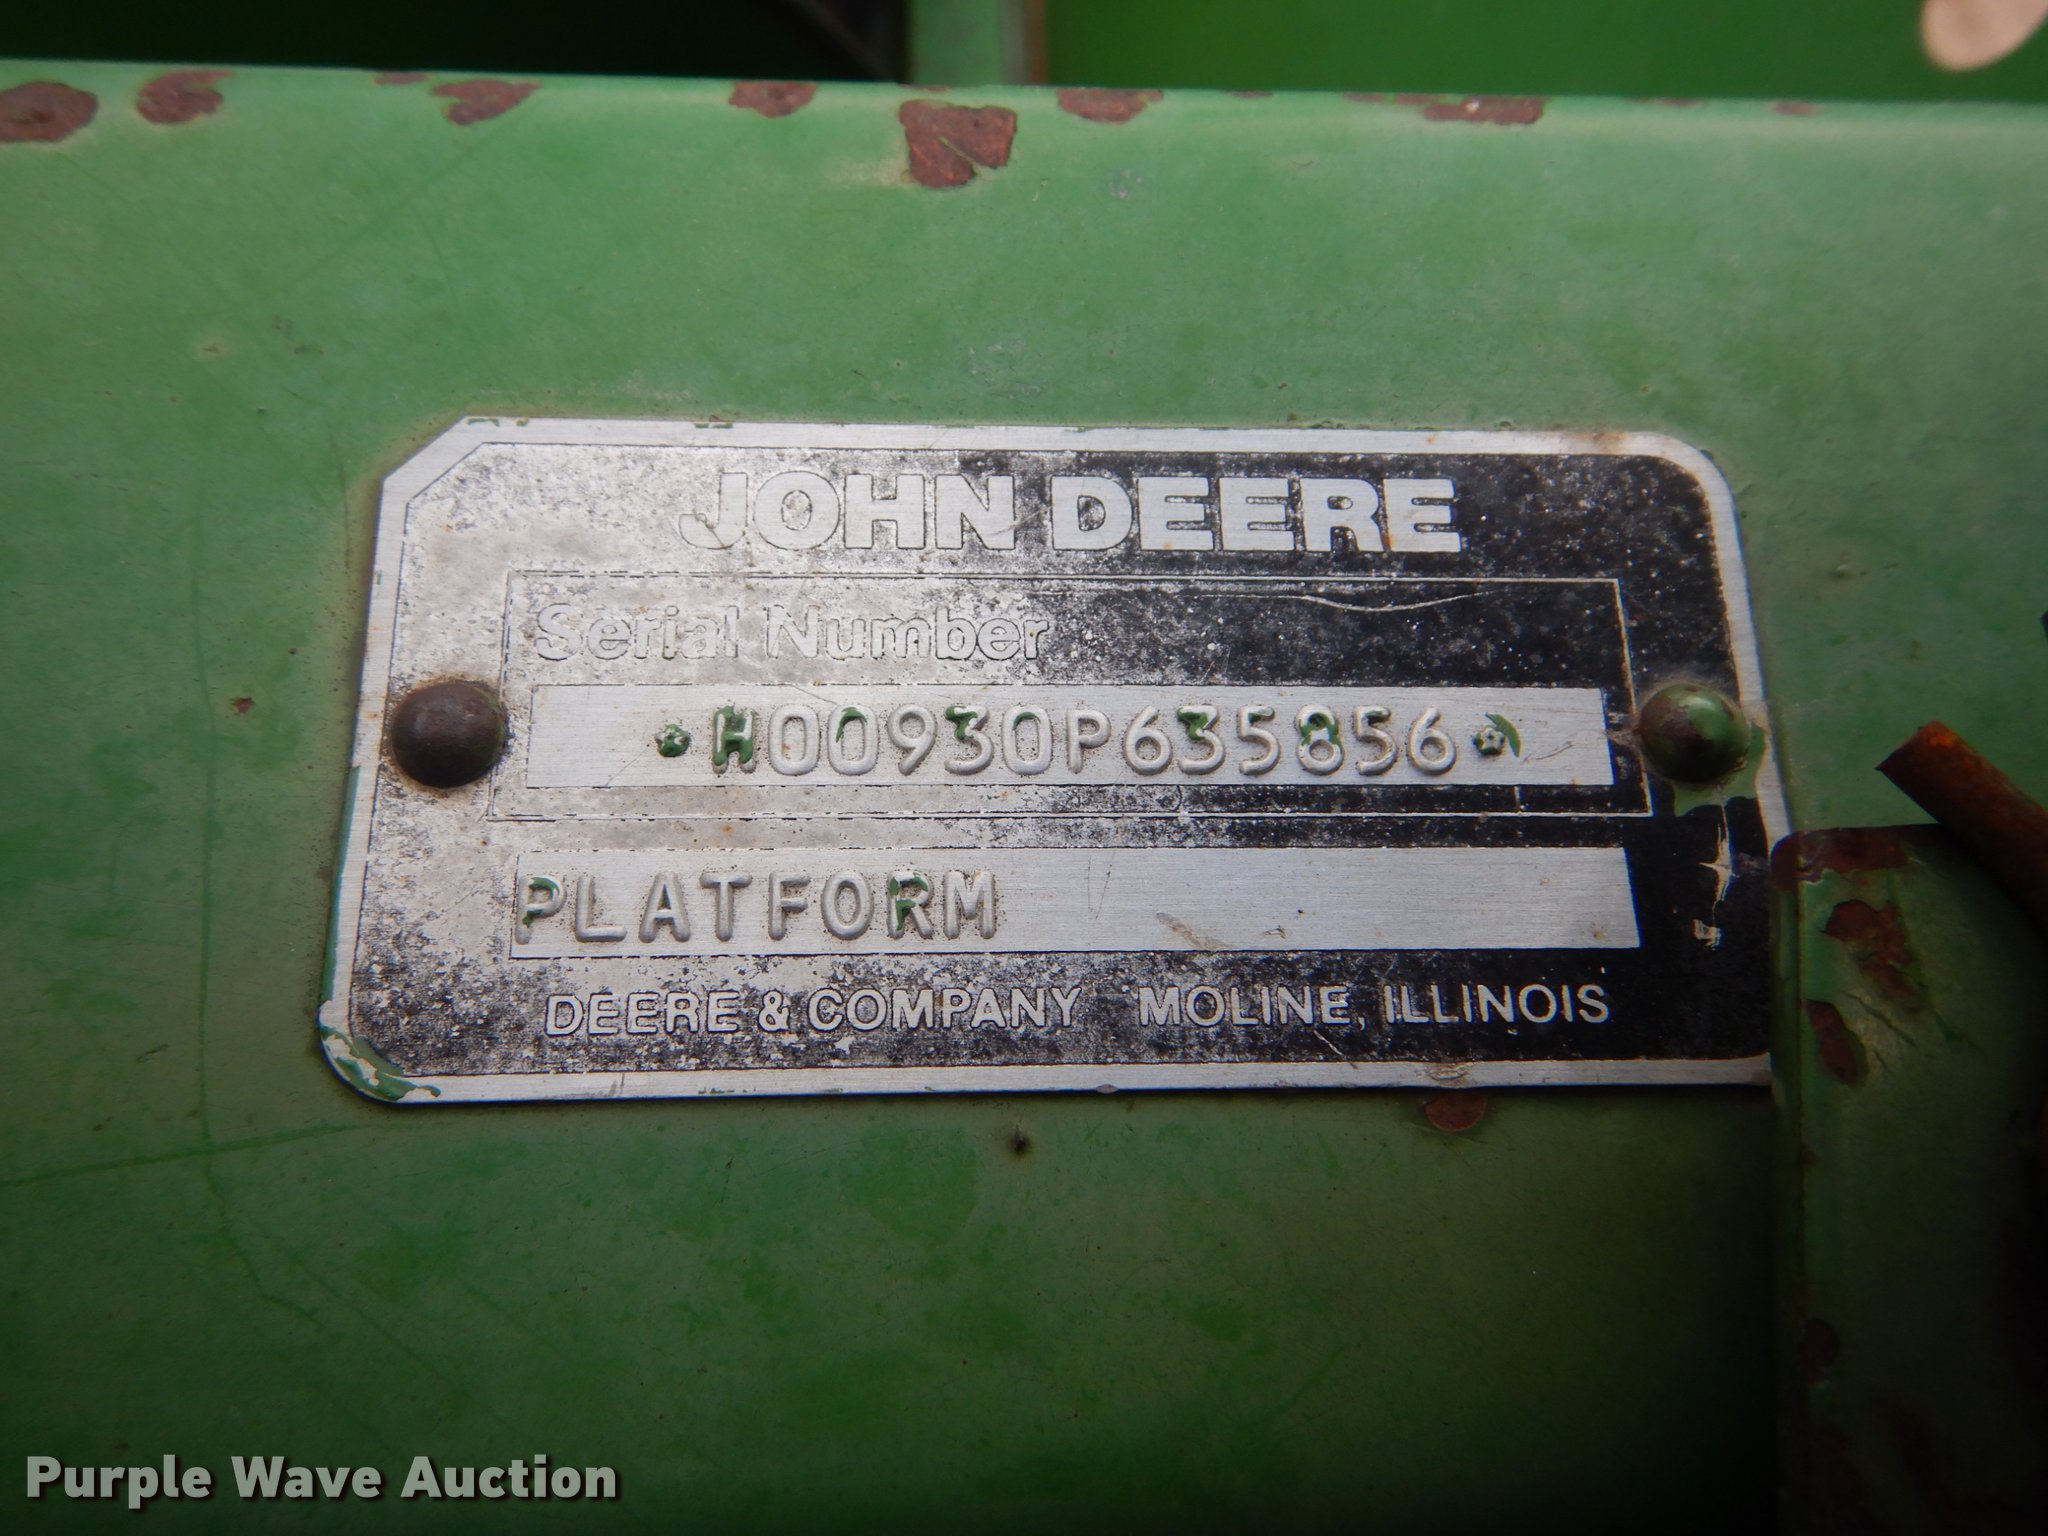 JOHN DEERE
Serial Number
*H00930P635856*
PLATFORM
DEERE & COMPANY MOLINE, ILLINOIS
Purple Wave Auction